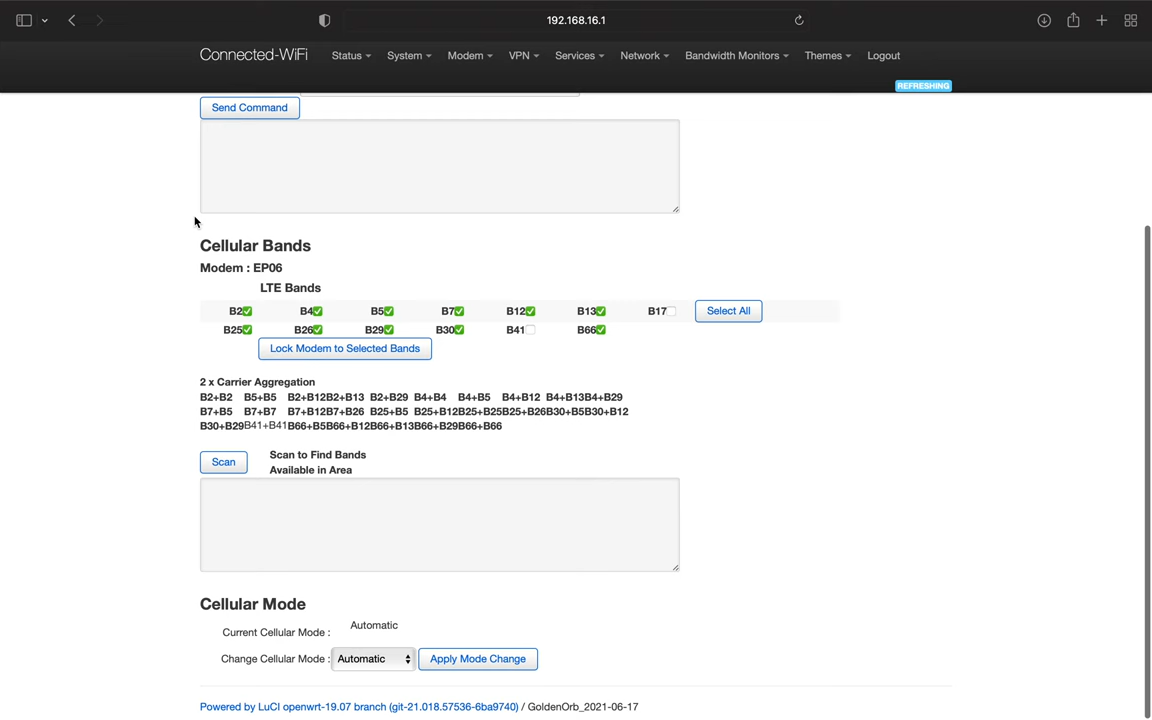 192.168.16.1
Connected-WiFi Status System Modem VPN Services Network Bandwidth Monitors Themes Logout
REFRESHING
Send Command
Cellular Bands
Modem : EP06
LTE Bands
B2 B4 B5 B7 B12 B13 B17 Select All
B25 B26 B29 B30 B41 B66
Lock Modem to Selected Bands
2 x Carrier Aggregation
B2+B2 B5+B5 B2+B12B2+B13 B2+B29 B4+B4 B4+B5 B4+B12 B4+B13B4+B29
B7+B5 B7+B7 B7+B12B7+B26 B25+B5 B25+B12B25+B25B25+B26B30+B5B30+B12
B30+B29B41+B41B66+B5B66+B12B66+B13B66+B29B66+B66
Scan Scan to Find Bands
Available in Area
Cellular Mode
Current Cellular Mode : Automatic
Change Cellular Mode : Automatic Apply Mode Change
Powered by LuCI openwrt-19.07 branch (git-21.018.57536-6ba9740) / GoldenOrb_2021-06-17